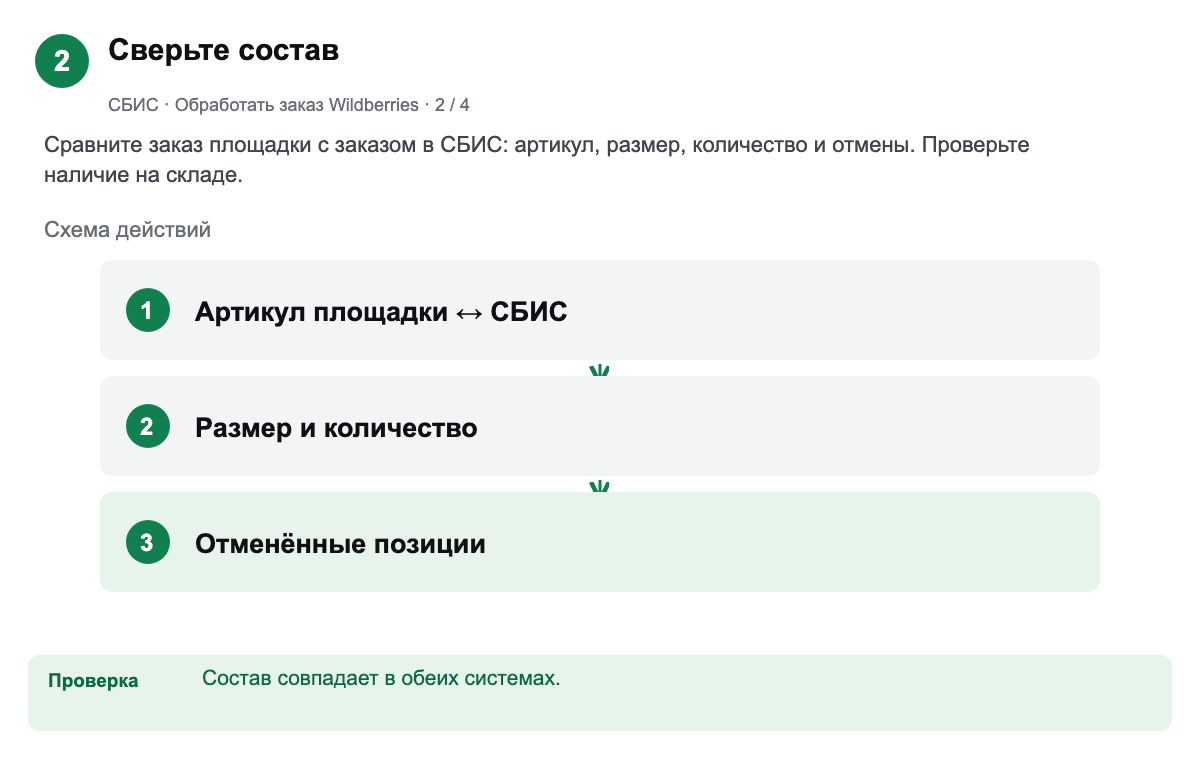 2
Сверьте состав
СБИС · Обработать заказ Wildberries · 2 / 4
Сравните заказ площадки с заказом в СБИС: артикул, размер, количество и отмены. Проверьте
наличие на складе.
Схема действий
1 Артикул площадки ↔ СБИС
2 Размер и количество
3 Отменённые позиции
Проверка Состав совпадает в обеих системах.